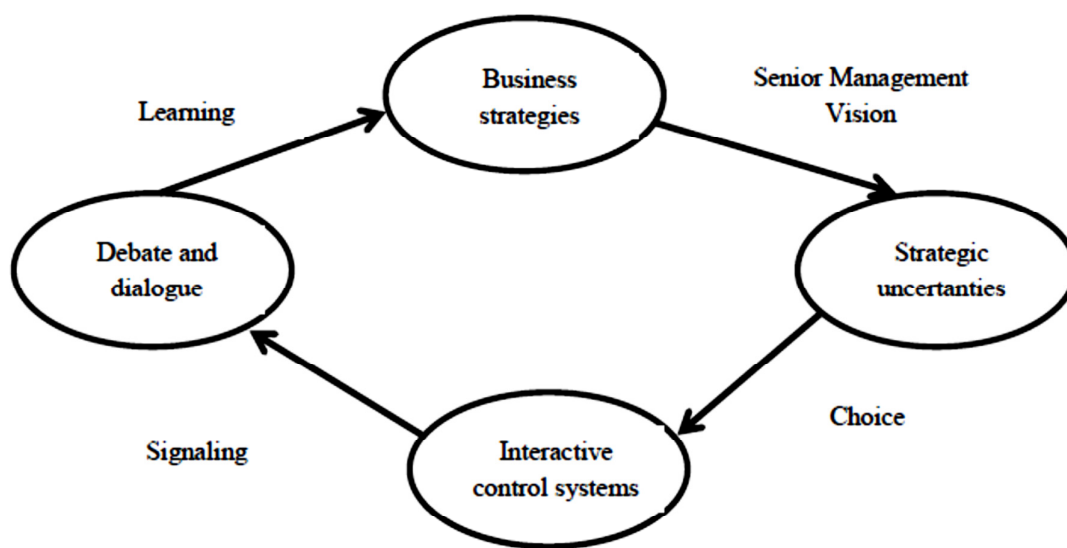 Business
strategies
Senior Management
Vision
Learning
Debate and
dialogue
Strategic
uncertanties
Choice
Signaling
Interactive
control systems